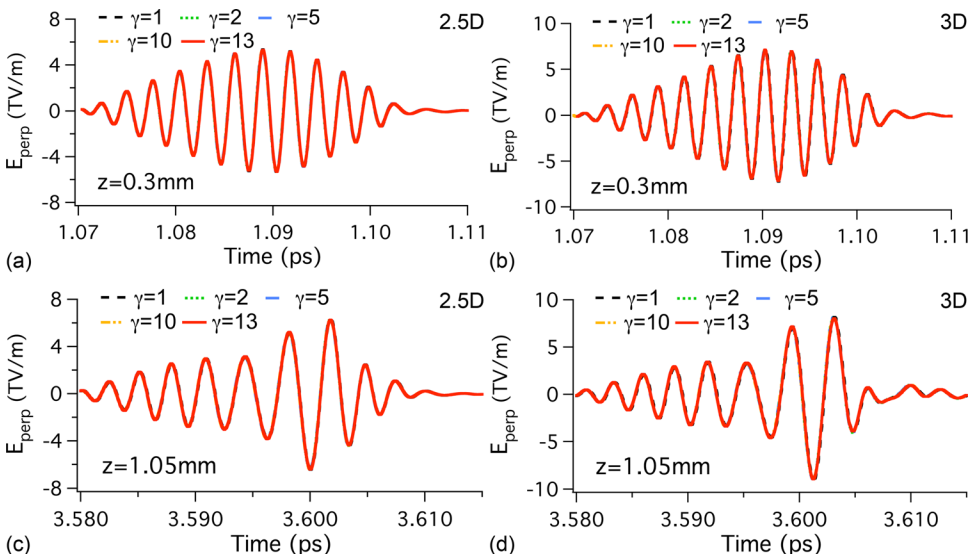 γ=1 γ=2 γ=5 2.5D
γ=10 γ=13
8
4
0
-4
-8
E_perp (TV/m)
z=0.3mm
1.07 1.08 1.09 1.10 1.11
(a) Time (ps)
γ=1 γ=2 γ=5 3D
γ=10 γ=13
10
5
0
-5
-10
E_perp (TV/m)
z=0.3mm
1.07 1.08 1.09 1.10 1.11
(b) Time (ps)
γ=1 γ=2 γ=5 2.5D
γ=10 γ=13
8
4
0
-4
-8
E_perp (TV/m)
z=1.05mm
3.580 3.590 3.600 3.610
(c) Time (ps)
γ=1 γ=2 γ=5 3D
γ=10 γ=13
10
5
0
-5
-10
E_perp (TV/m)
z=1.05mm
3.580 3.590 3.600 3.610
(d) Time (ps)